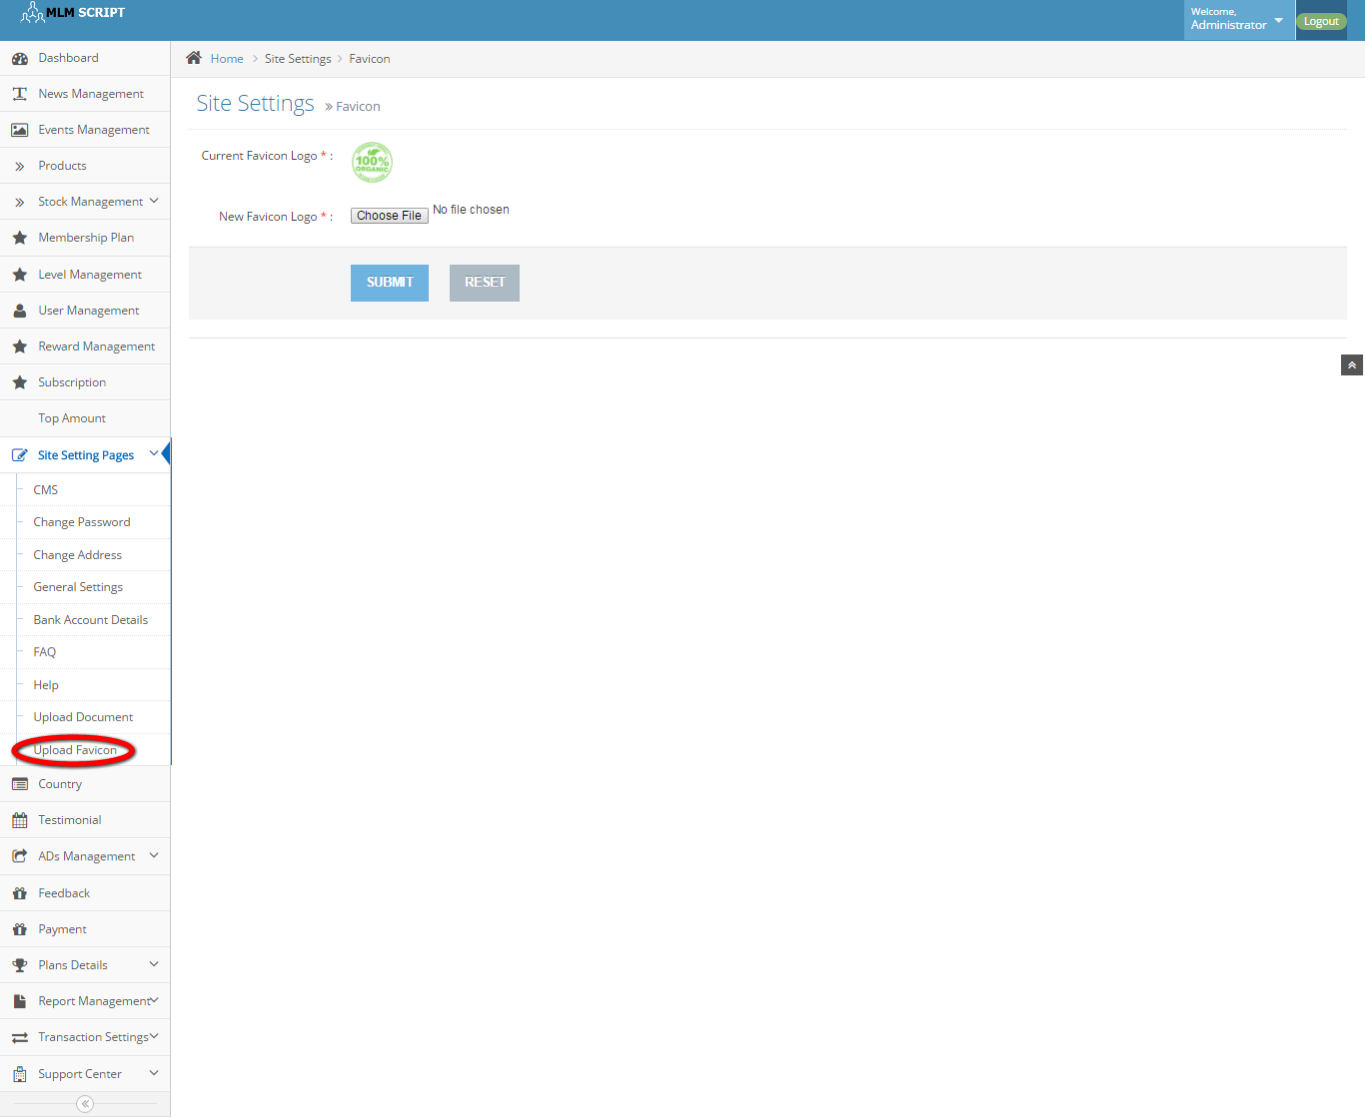 MLM SCRIPT
Welcome,
Administrator
Logout
Dashboard
News Management
Events Management
Products
Stock Management
Membership Plan
Level Management
User Management
Reward Management
Subscription
Top Amount
Site Setting Pages
CMS
Change Password
Change Address
General Settings
Bank Account Details
FAQ
Help
Upload Document
Upload Favicon
Country
Testimonial
ADs Management
Feedback
Payment
Plans Details
Report Management
Transaction Settings
Support Center
Home > Site Settings > Favicon
Site Settings » Favicon
Current Favicon Logo * :
100%
ORGANIC
New Favicon Logo * : Choose File No file chosen
SUBMIT RESET